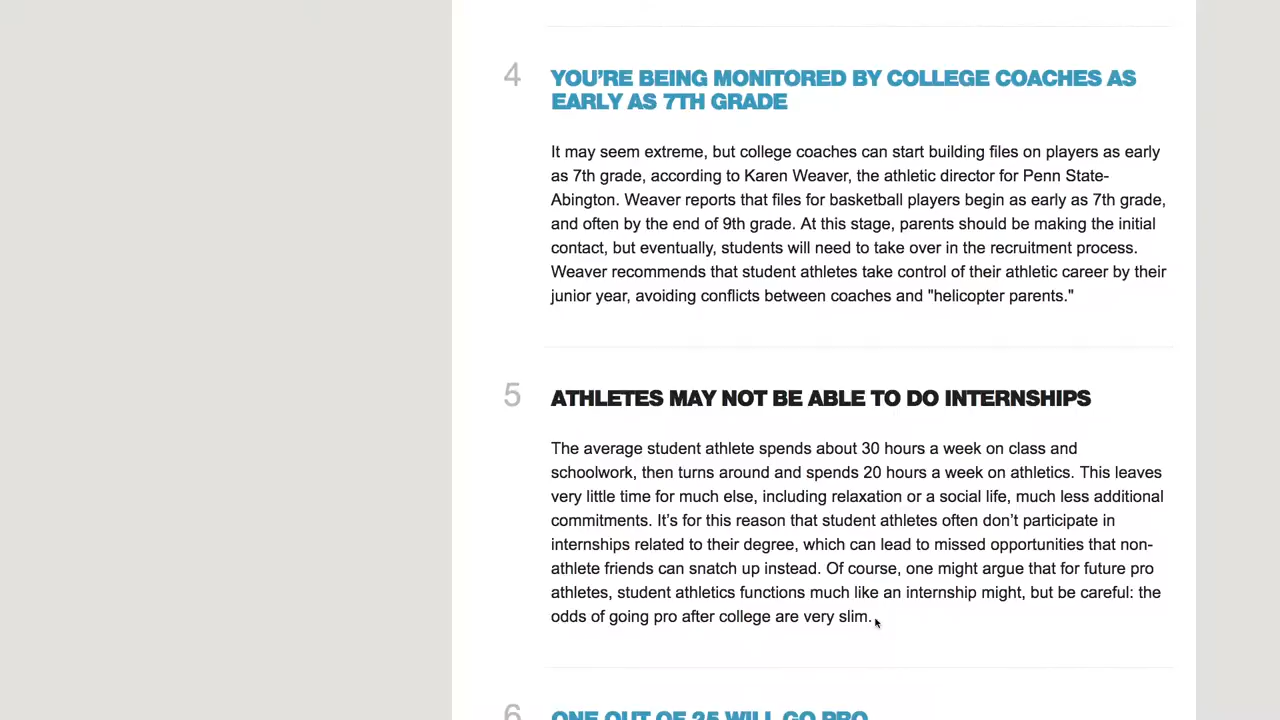 4
YOU'RE BEING MONITORED BY COLLEGE COACHES AS
EARLY AS 7TH GRADE
It may seem extreme, but college coaches can start building files on players as early
as 7th grade, according to Karen Weaver, the athletic director for Penn State-
Abington. Weaver reports that files for basketball players begin as early as 7th grade,
and often by the end of 9th grade. At this stage, parents should be making the initial
contact, but eventually, students will need to take over in the recruitment process.
Weaver recommends that student athletes take control of their athletic career by their
junior year, avoiding conflicts between coaches and "helicopter parents."
5
ATHLETES MAY NOT BE ABLE TO DO INTERNSHIPS
The average student athlete spends about 30 hours a week on class and
schoolwork, then turns around and spends 20 hours a week on athletics. This leaves
very little time for much else, including relaxation or a social life, much less additional
commitments. It’s for this reason that student athletes often don’t participate in
internships related to their degree, which can lead to missed opportunities that non-
athlete friends can snatch up instead. Of course, one might argue that for future pro
athletes, student athletics functions much like an internship might, but be careful: the
odds of going pro after college are very slim.
6
ONE OUT OF 25 WILL GO PRO